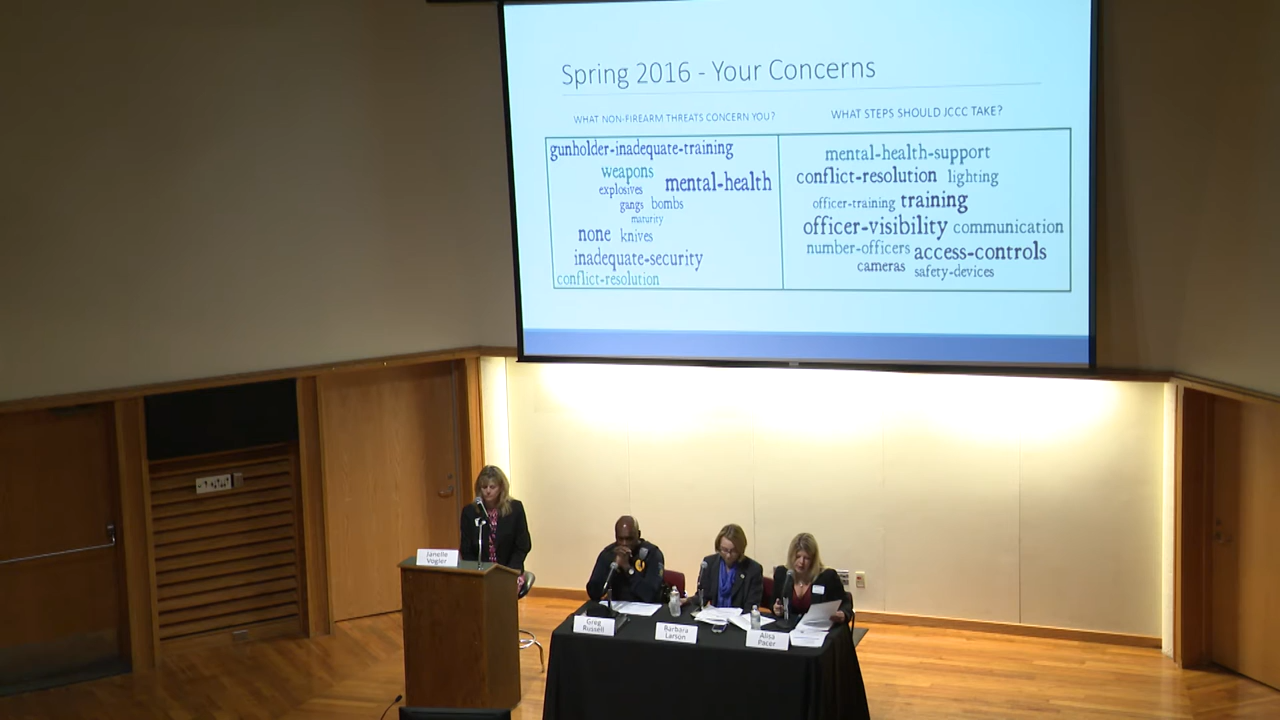 Spring 2016 - Your Concerns
WHAT NON-FIREARM THREATS CONCERN YOU?
gunholder-inadequate-training
weapons
explosives
mental-health
gangs bombs
maturity
none knives
inadequate-security
conflict-resolution
WHAT STEPS SHOULD JCCC TAKE?
mental-health-support
conflict-resolution lighting
officer-training training
officer-visibility communication
number-officers access-controls
cameras safety-devices
Janelle
Vogler
Greg
Russell
Barbara
Larson
Alisa
Pacer